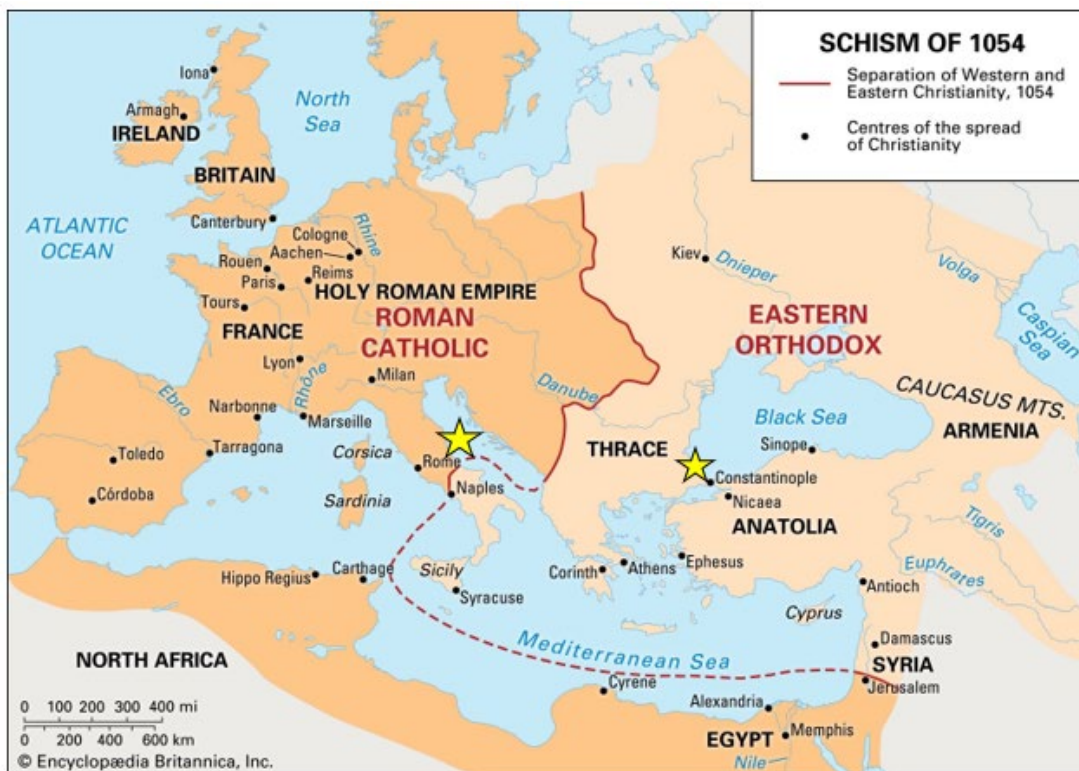 SCHISM OF 1054
Separation of Western and
Eastern Christianity, 1054
Centres of the spread
of Christianity
Iona
North
Sea
Armagh
IRELAND
BRITAIN
ATLANTIC
OCEAN
Canterbury
Cologne
Rhine
Aachen
Rouen
Reims
Paris
HOLY ROMAN EMPIRE
Tours
ROMAN
CATHOLIC
FRANCE
Lyon
Rhône
Milan
Danube
Kiev
Dnieper
Volga
EASTERN
ORTHODOX
Caspian
Sea
CAUCASUS MTS.
Black Sea
ARMENIA
Ebro
Narbonne
Marseille
Toledo
Tarragona
Corsica
Rome
THRACE
Sinope
Constantinople
Córdoba
Sardinia
Naples
Nicaea
ANATOLIA
Tigris
Hippo Regius
Carthage
Sicily
Corinth
Athens
Ephesus
Euphrates
Syracuse
Antioch
Cyprus
Mediterranean Sea
Damascus
SYRIA
NORTH AFRICA
Cyrene
Jerusalem
Alexandria
0 100 200 300 400 mi
EGYPT
Memphis
0 200 400 600 km
Nile
© Encyclopædia Britannica, Inc.